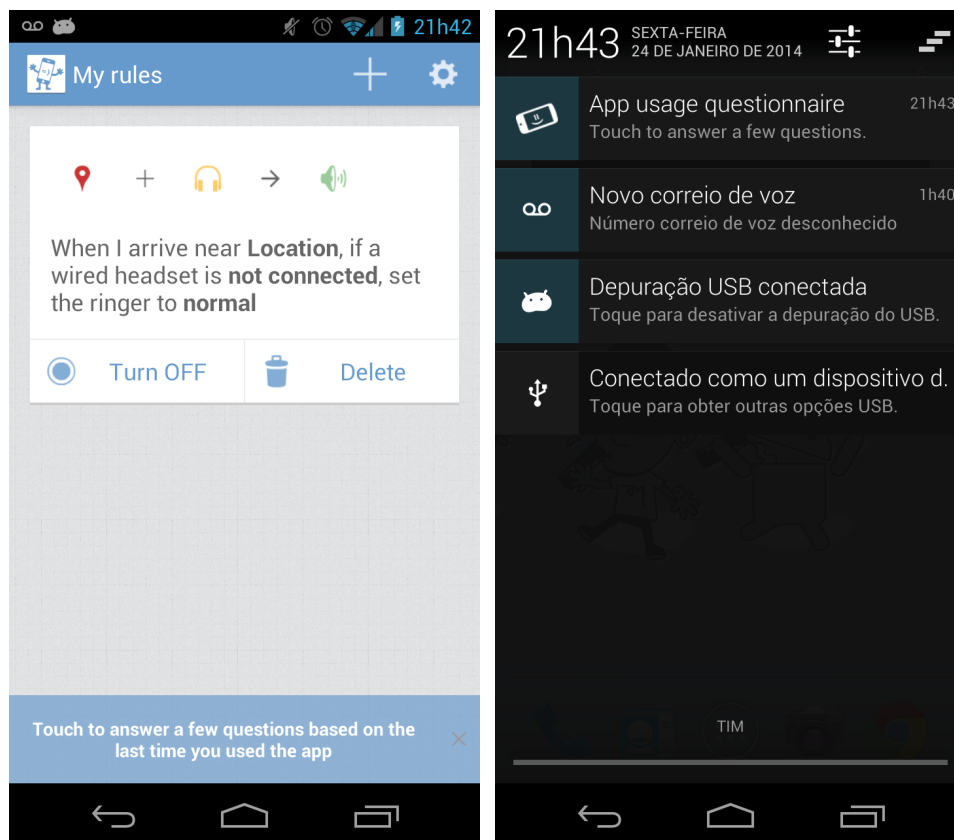 21h42
My rules
When I arrive near Location, if a
wired headset is not connected, set
the ringer to normal
Turn OFF
Delete
Touch to answer a few questions based on the
last time you used the app
21h43
SEXTA-FEIRA
24 DE JANEIRO DE 2014
App usage questionnaire
21h43
Touch to answer a few questions.
Novo correio de voz
1h40
Número correio de voz desconhecido
Depuração USB conectada
Toque para desativar a depuração do USB.
Conectado como um dispositivo d.
Toque para obter outras opções USB.
TIM